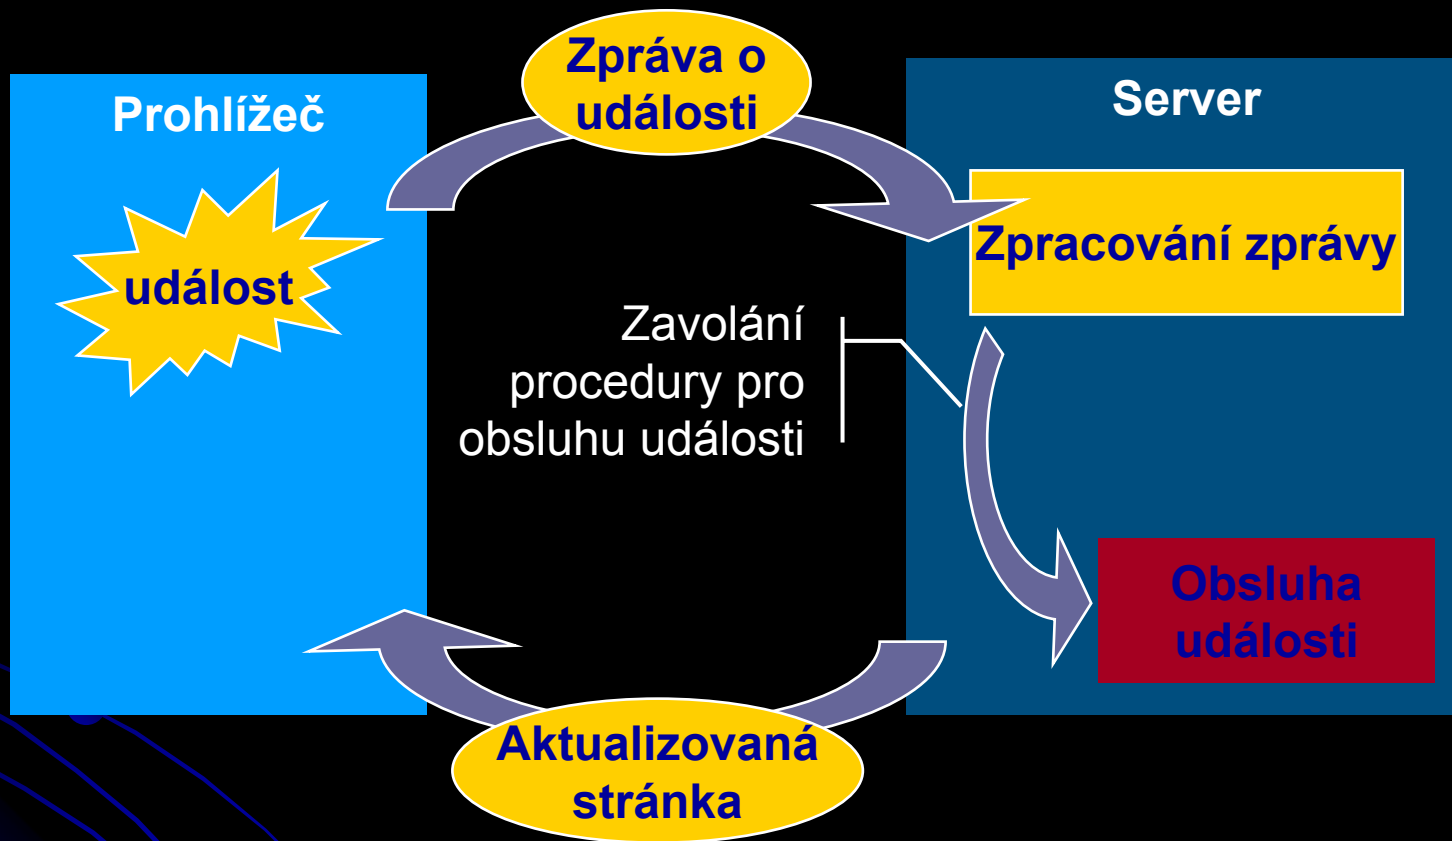 Prohlížeč
událost
Zpráva o
události
Server
Zpracování zprávy
Zavolání
procedury pro
obsluhu události
Obsluha
události
Aktualizovaná
stránka